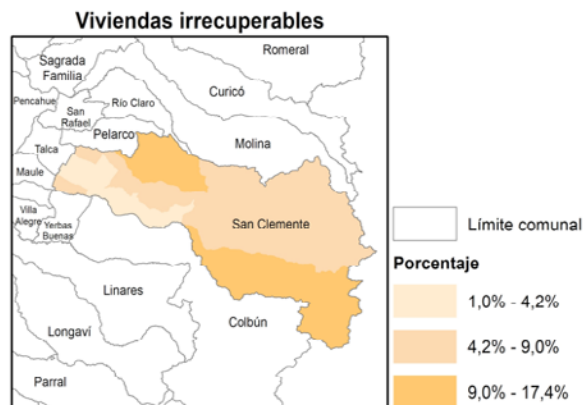 Viviendas irrecuperables
Romeral
Sagrada
Familia
Curicó
Pencahue
Río Claro
San
Rafael
Pelarco
Molina
Talca
Maule
Villa
Alegre
Yerbas
Buenas
San Clemente
Linares
Colbún
Longaví
Parral
Límite comunal
Porcentaje
1,0% - 4,2%
4,2% - 9,0%
9,0% - 17,4%